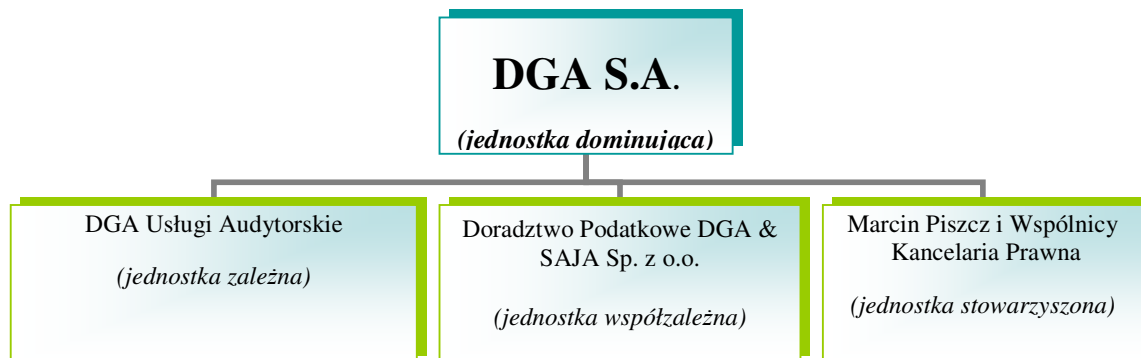 DGA S.A.
(jednostka dominująca)
DGA Usługi Audytorskie
(jednostka zależna)
Doradztwo Podatkowe DGA &
SAJA Sp. z o.o.
(jednostka współzależna)
Marcin Piszcz i Wspólnicy
Kancelaria Prawna
(jednostka stowarzyszona)